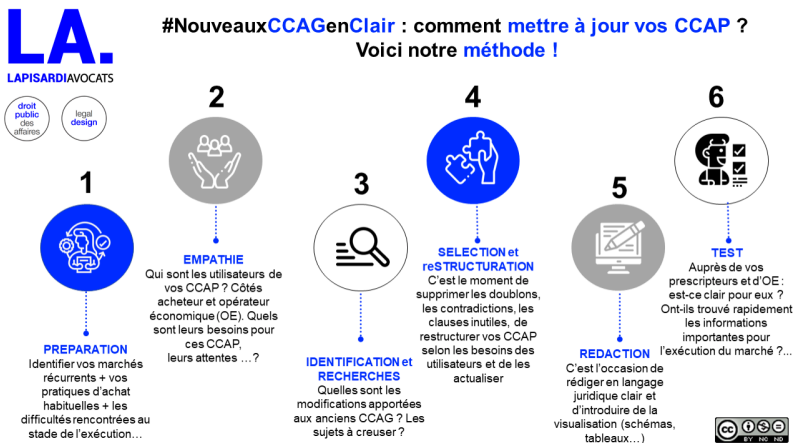 LA.
LAPISARDIAVOCATS
droit
public
des
affaires
legal
design
#NouveauxCCAGenClair : comment mettre à jour vos CCAP ?
Voici notre méthode !
1
PREPARATION
Identifier vos marchés
récurrents + vos
pratiques d'achat
habituelles + les
difficultés rencontrées au
stade de l'exécution…
2
EMPATHIE
Qui sont les utilisateurs de
vos CCAP ? Côtés
acheteur et opérateur
économique (OE). Quels
sont leurs besoins pour
ces CCAP,
leurs attentes …?
3
IDENTIFICATION et
RECHERCHES
Quelles sont les
modifications apportées
aux anciens CCAG ? Les
sujets à creuser ?
4
SELECTION et
reSTRUCTURATION
C'est le moment de
supprimer les doublons,
les contradictions, les
clauses inutiles, de
restructurer vos CCAP
selon les besoins des
utilisateurs et de les
actualiser
5
REDACTION
C'est l'occasion de
rédiger en langage
juridique clair et
d'introduire de la
visualisation (schémas,
tableaux…)
6
TEST
Auprès de vos
prescripteurs et d'OE :
est-ce clair pour eux ?
Ont-ils trouvé rapidement
les informations
importantes pour
l'exécution du marché ?...
cc
BY NC ND